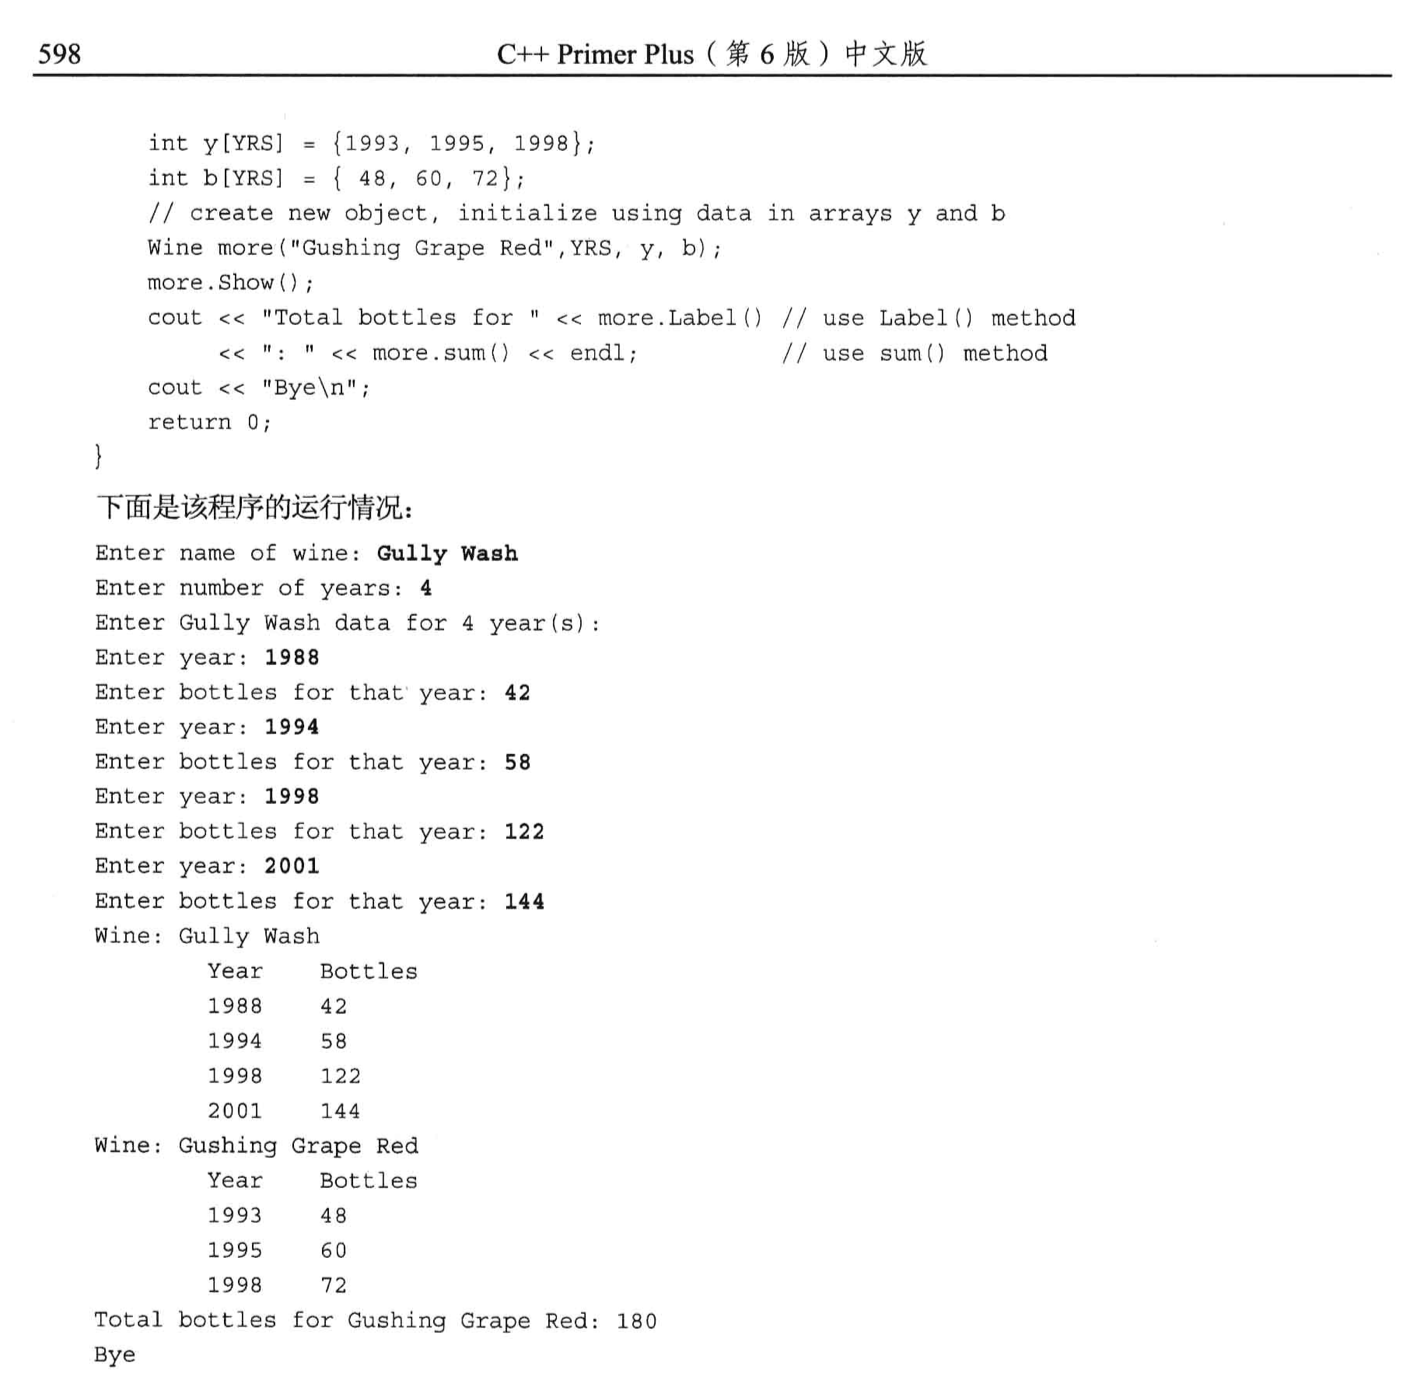 598
C++ Primer Plus（第 6 版）中文版
int y[YRS] = {1993, 1995, 1998};
int b[YRS] = { 48, 60, 72};
// create new object, initialize using data in arrays y and b
Wine more("Gushing Grape Red",YRS, y, b);
more.Show();
cout << "Total bottles for " << more.Label() // use Label() method
     << ": " << more.sum() << endl;          // use sum() method
cout << "Bye\n";
return 0;
}
下面是该程序的运行情况：
Enter name of wine: Gully Wash
Enter number of years: 4
Enter Gully Wash data for 4 year(s):
Enter year: 1988
Enter bottles for that year: 42
Enter year: 1994
Enter bottles for that year: 58
Enter year: 1998
Enter bottles for that year: 122
Enter year: 2001
Enter bottles for that year: 144
Wine: Gully Wash
        Year    Bottles
        1988    42
        1994    58
        1998    122
        2001    144
Wine: Gushing Grape Red
        Year    Bottles
        1993    48
        1995    60
        1998    72
Total bottles for Gushing Grape Red: 180
Bye